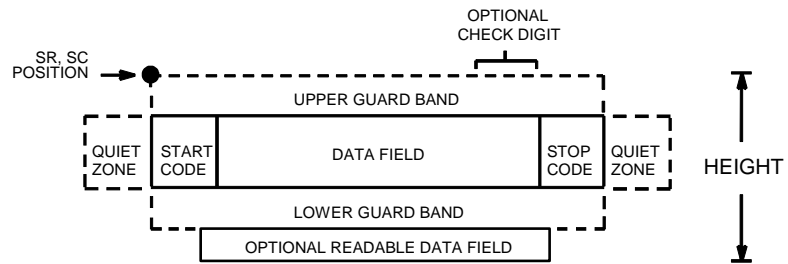 OPTIONAL
CHECK DIGIT
SR, SC
POSITION
UPPER GUARD BAND
QUIET
ZONE
START
CODE
DATA FIELD
STOP
CODE
QUIET
ZONE
HEIGHT
LOWER GUARD BAND
OPTIONAL READABLE DATA FIELD